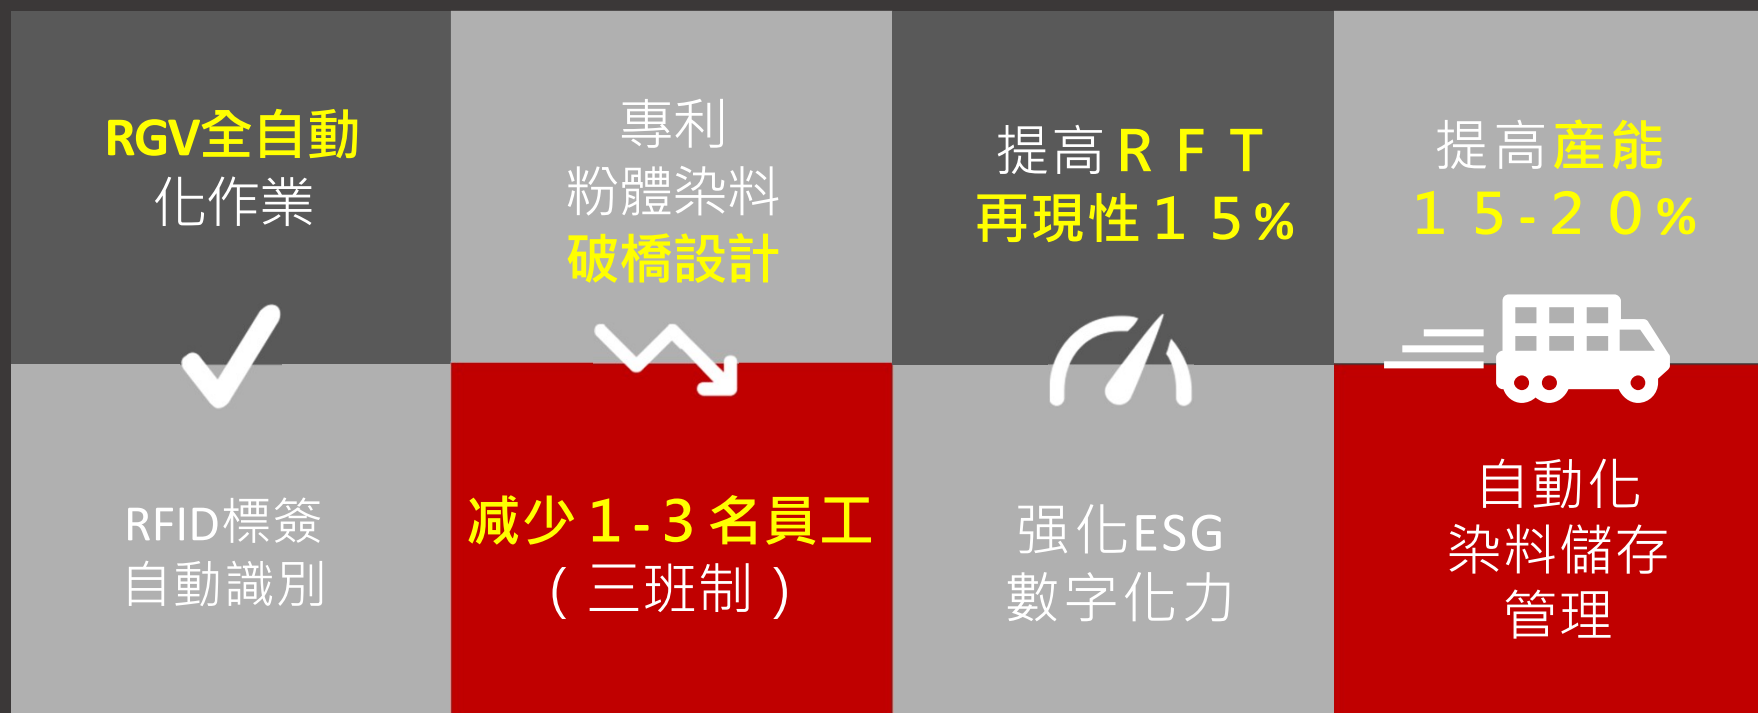 RGV全自動
化作業
專利
粉體染料
破橋設計
提高ＲＦＴ
再現性１５%
提高産能
１５-２０%
RFID標簽
自動識別
减少１-３名員工
（三班制）
强化ESG
數字化力
自動化
染料儲存
管理